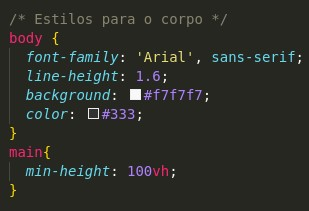 /* Estilos para o corpo */
body {
  font-family: 'Arial', sans-serif;
  line-height: 1.6;
  background: #f7f7f7;
  color: #333;
}
main{
  min-height: 100vh;
}